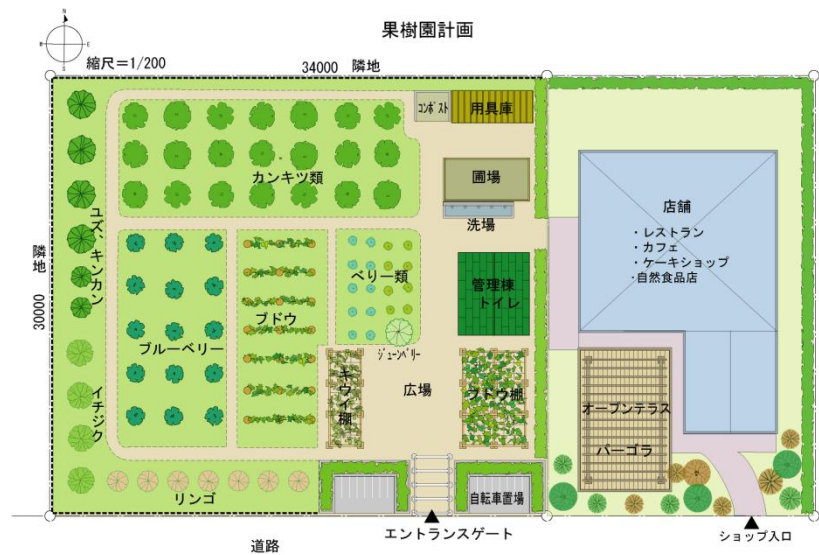 果樹園計画
N
B
E
S
縮尺＝1/200
34000 隣地
コンポスト
用具庫
カンキツ類
圃場
洗場
店舗
・レストラン
・カフェ
・ケーキショップ
・自然食品店
ユズ、キンカン
隣地
30000
ベリー類
管理棟
トイレ
ブドウ
ブルーベリー
ジューンベリー
キウイ棚
広場
ブドウ棚
イチジク
オープンテラス
パーゴラ
リンゴ
自転車置場
エントランスゲート
ショップ入口
道路